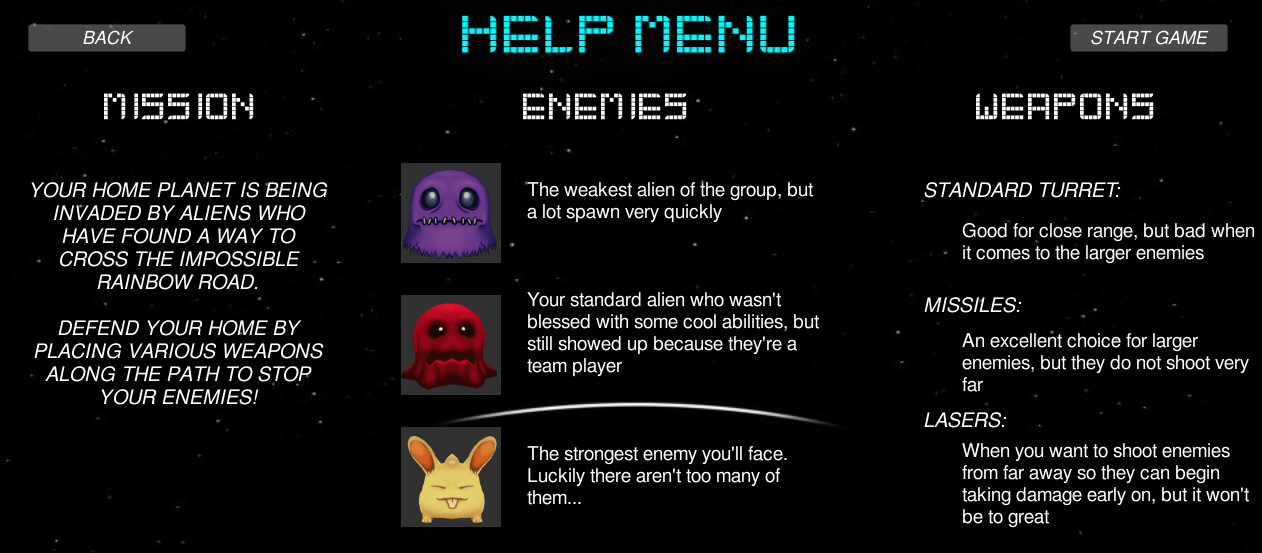 BACK
HELP MENU
START GAME
MISSION
YOUR HOME PLANET IS BEING
INVADED BY ALIENS WHO
HAVE FOUND A WAY TO
CROSS THE IMPOSSIBLE
RAINBOW ROAD.
DEFEND YOUR HOME BY
PLACING VARIOUS WEAPONS
ALONG THE PATH TO STOP
YOUR ENEMIES!
ENEMIES
The weakest alien of the group, but
a lot spawn very quickly
Your standard alien who wasn't
blessed with some cool abilities, but
still showed up because they're a
team player
The strongest enemy you'll face.
Luckily there aren't too many of
them...
WEAPONS
STANDARD TURRET:
Good for close range, but bad when
it comes to the larger enemies
MISSILES:
An excellent choice for larger
enemies, but they do not shoot very
far
LASERS:
When you want to shoot enemies
from far away so they can begin
taking damage early on, but it won't
be to great